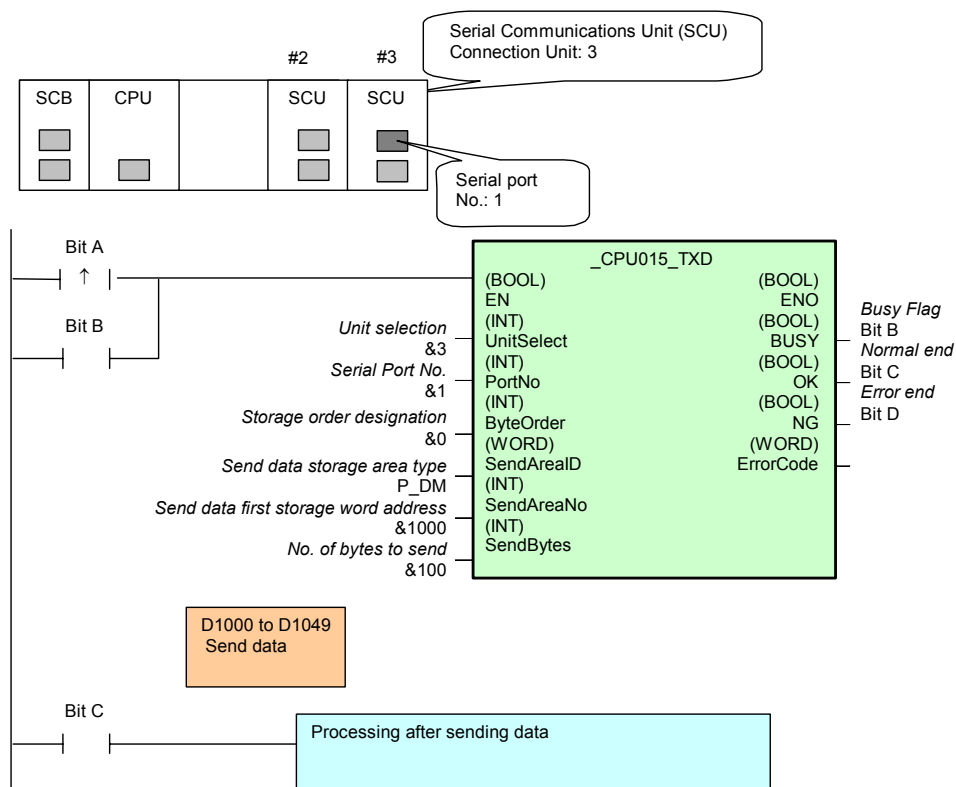 Serial Communications Unit (SCU)
Connection Unit: 3
#2
#3
SCB
CPU
SCU
SCU
Serial port
No.: 1
Bit A
↑
Bit B
_CPU015_TXD
(BOOL)
EN
(INT)
UnitSelect
(INT)
PortNo
(INT)
ByteOrder
(WORD)
SendAreaID
(INT)
SendAreaNo
(INT)
SendBytes
(BOOL)
ENO
(BOOL)
BUSY
(BOOL)
OK
(BOOL)
NG
(WORD)
ErrorCode
Unit selection
&3
Serial Port No.
&1
Storage order designation
&0
Send data storage area type
P_DM
Send data first storage word address
&1000
No. of bytes to send
&100
Busy Flag
Bit B
Normal end
Bit C
Error end
Bit D
D1000 to D1049
Send data
Bit C
Processing after sending data